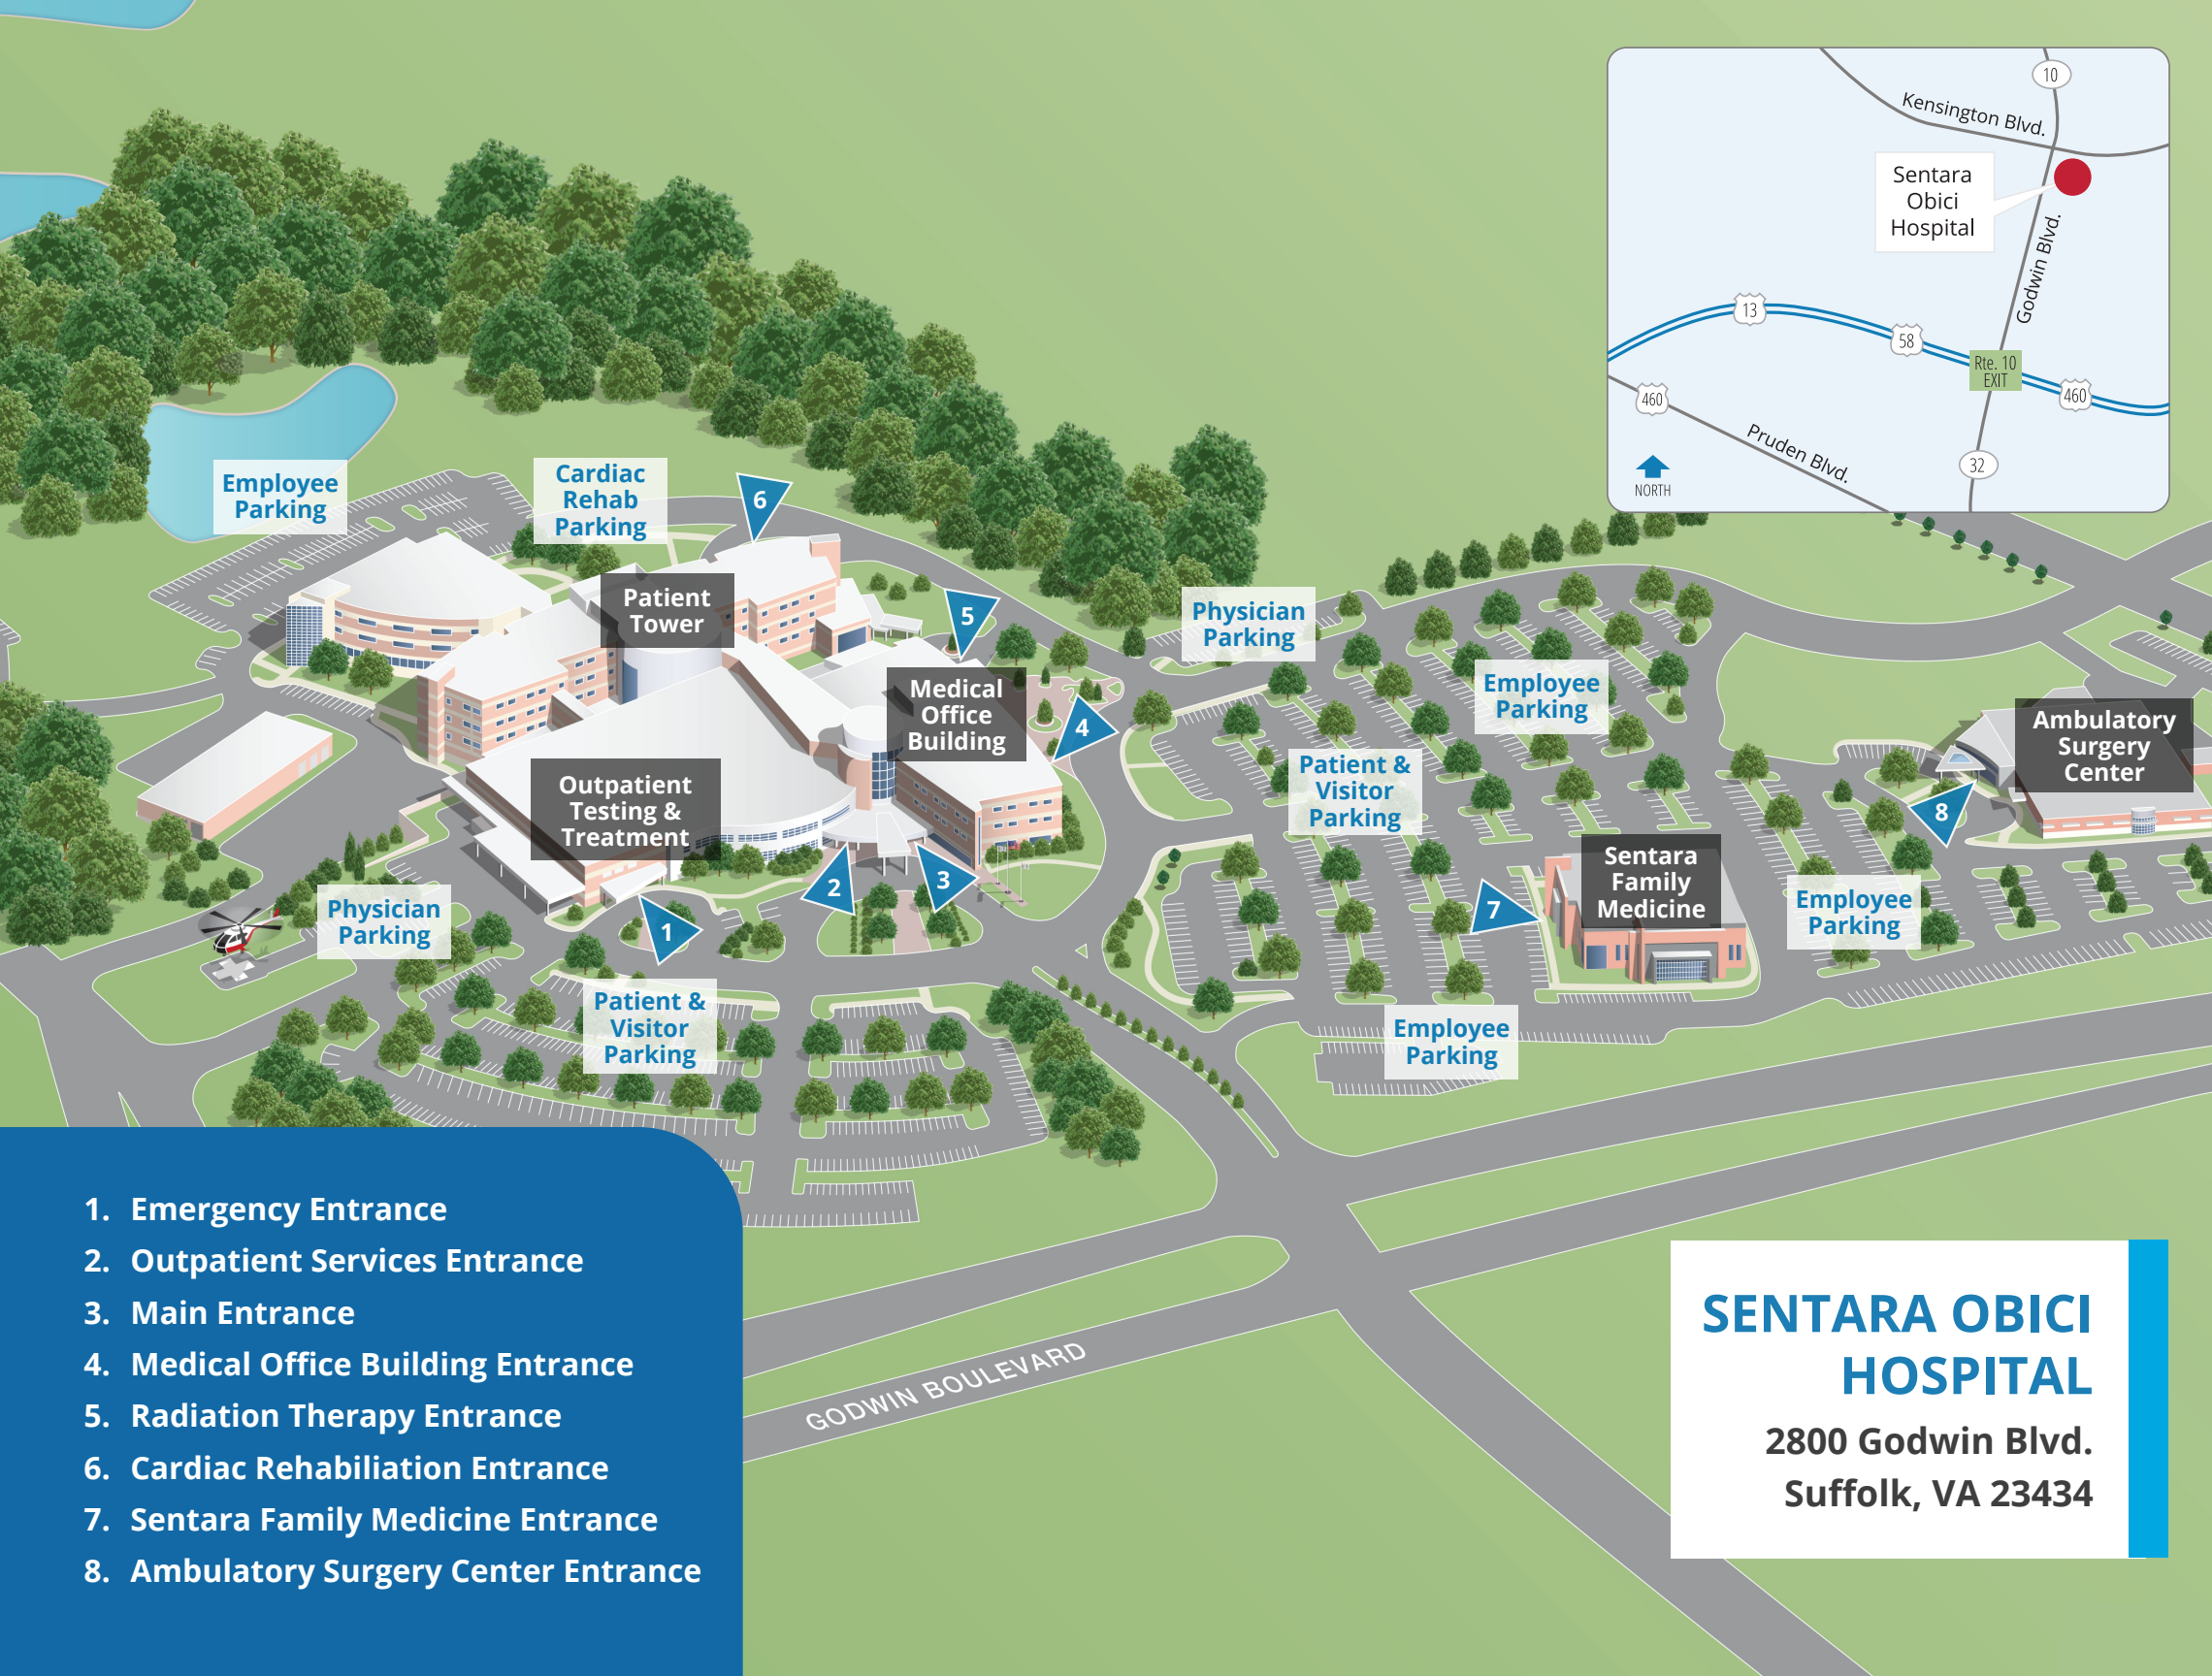 10
Kensington Blvd.
Sentara
Obici
Hospital
Godwin Blvd.
13
58
Rte. 10
EXIT
460
460
Pruden Blvd.
32
NORTH
Employee
Parking
Cardiac
Rehab
Parking
6
Patient
Tower
5
Physician
Parking
Employee
Parking
Medical
Office
Building
4
Ambulatory
Surgery
Center
Outpatient
Testing &
Treatment
Patient &
Visitor
Parking
8
2
3
Sentara
Family
Medicine
7
Employee
Parking
Physician
Parking
1
Patient &
Visitor
Parking
Employee
Parking
1. Emergency Entrance
2. Outpatient Services Entrance
3. Main Entrance
4. Medical Office Building Entrance
5. Radiation Therapy Entrance
6. Cardiac Rehabiliation Entrance
7. Sentara Family Medicine Entrance
8. Ambulatory Surgery Center Entrance
GODWIN BOULEVARD
SENTARA OBICI
HOSPITAL
2800 Godwin Blvd.
Suffolk, VA 23434